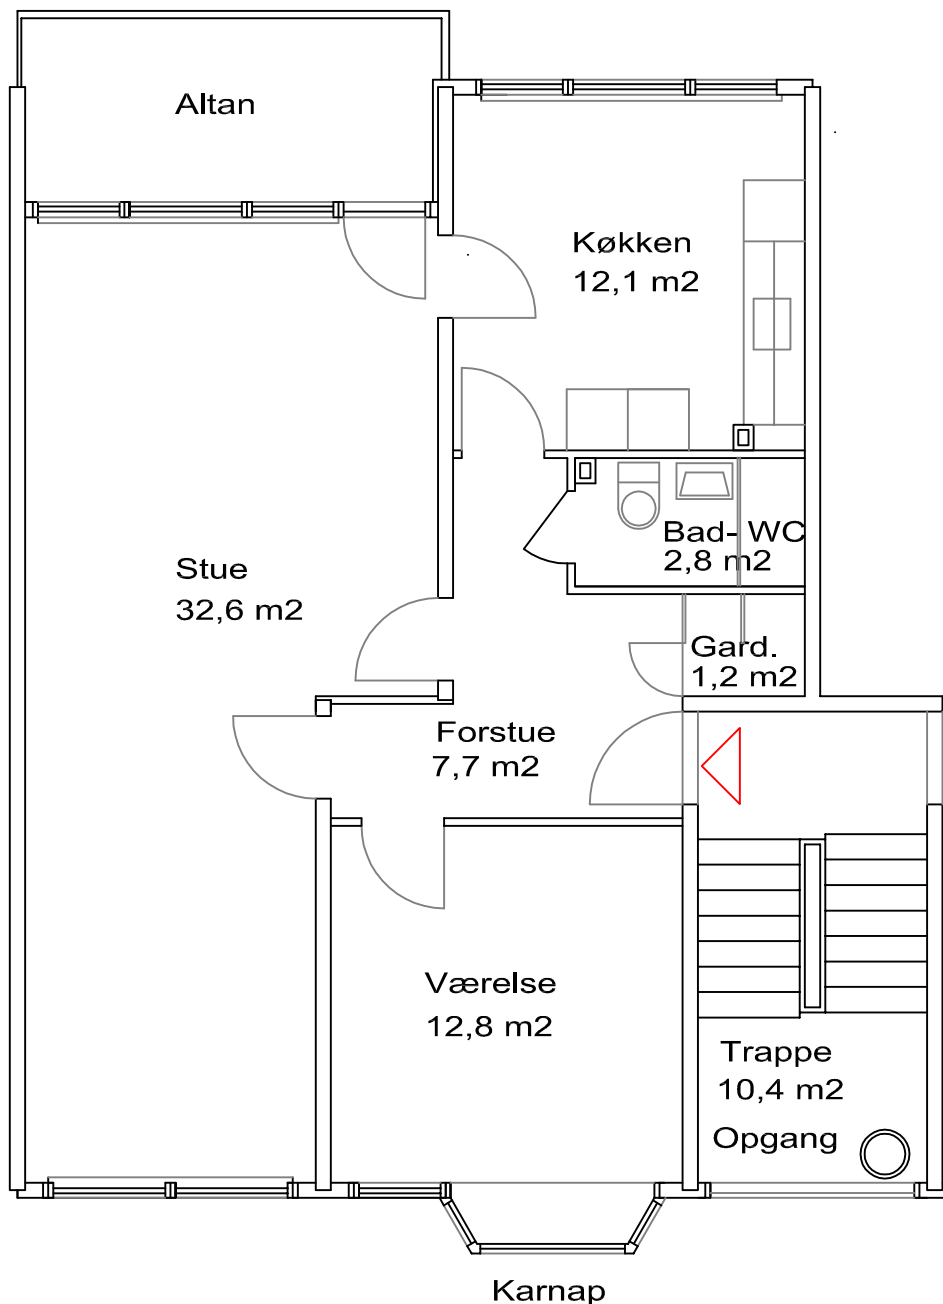 Altan
Køkken
12,1 m2
Bad- WC
2,8 m2
Stue
32,6 m2
Gard.
1,2 m2
Forstue
7,7 m2
Værelse
12,8 m2
Trappe
10,4 m2
Opgang
Karnap